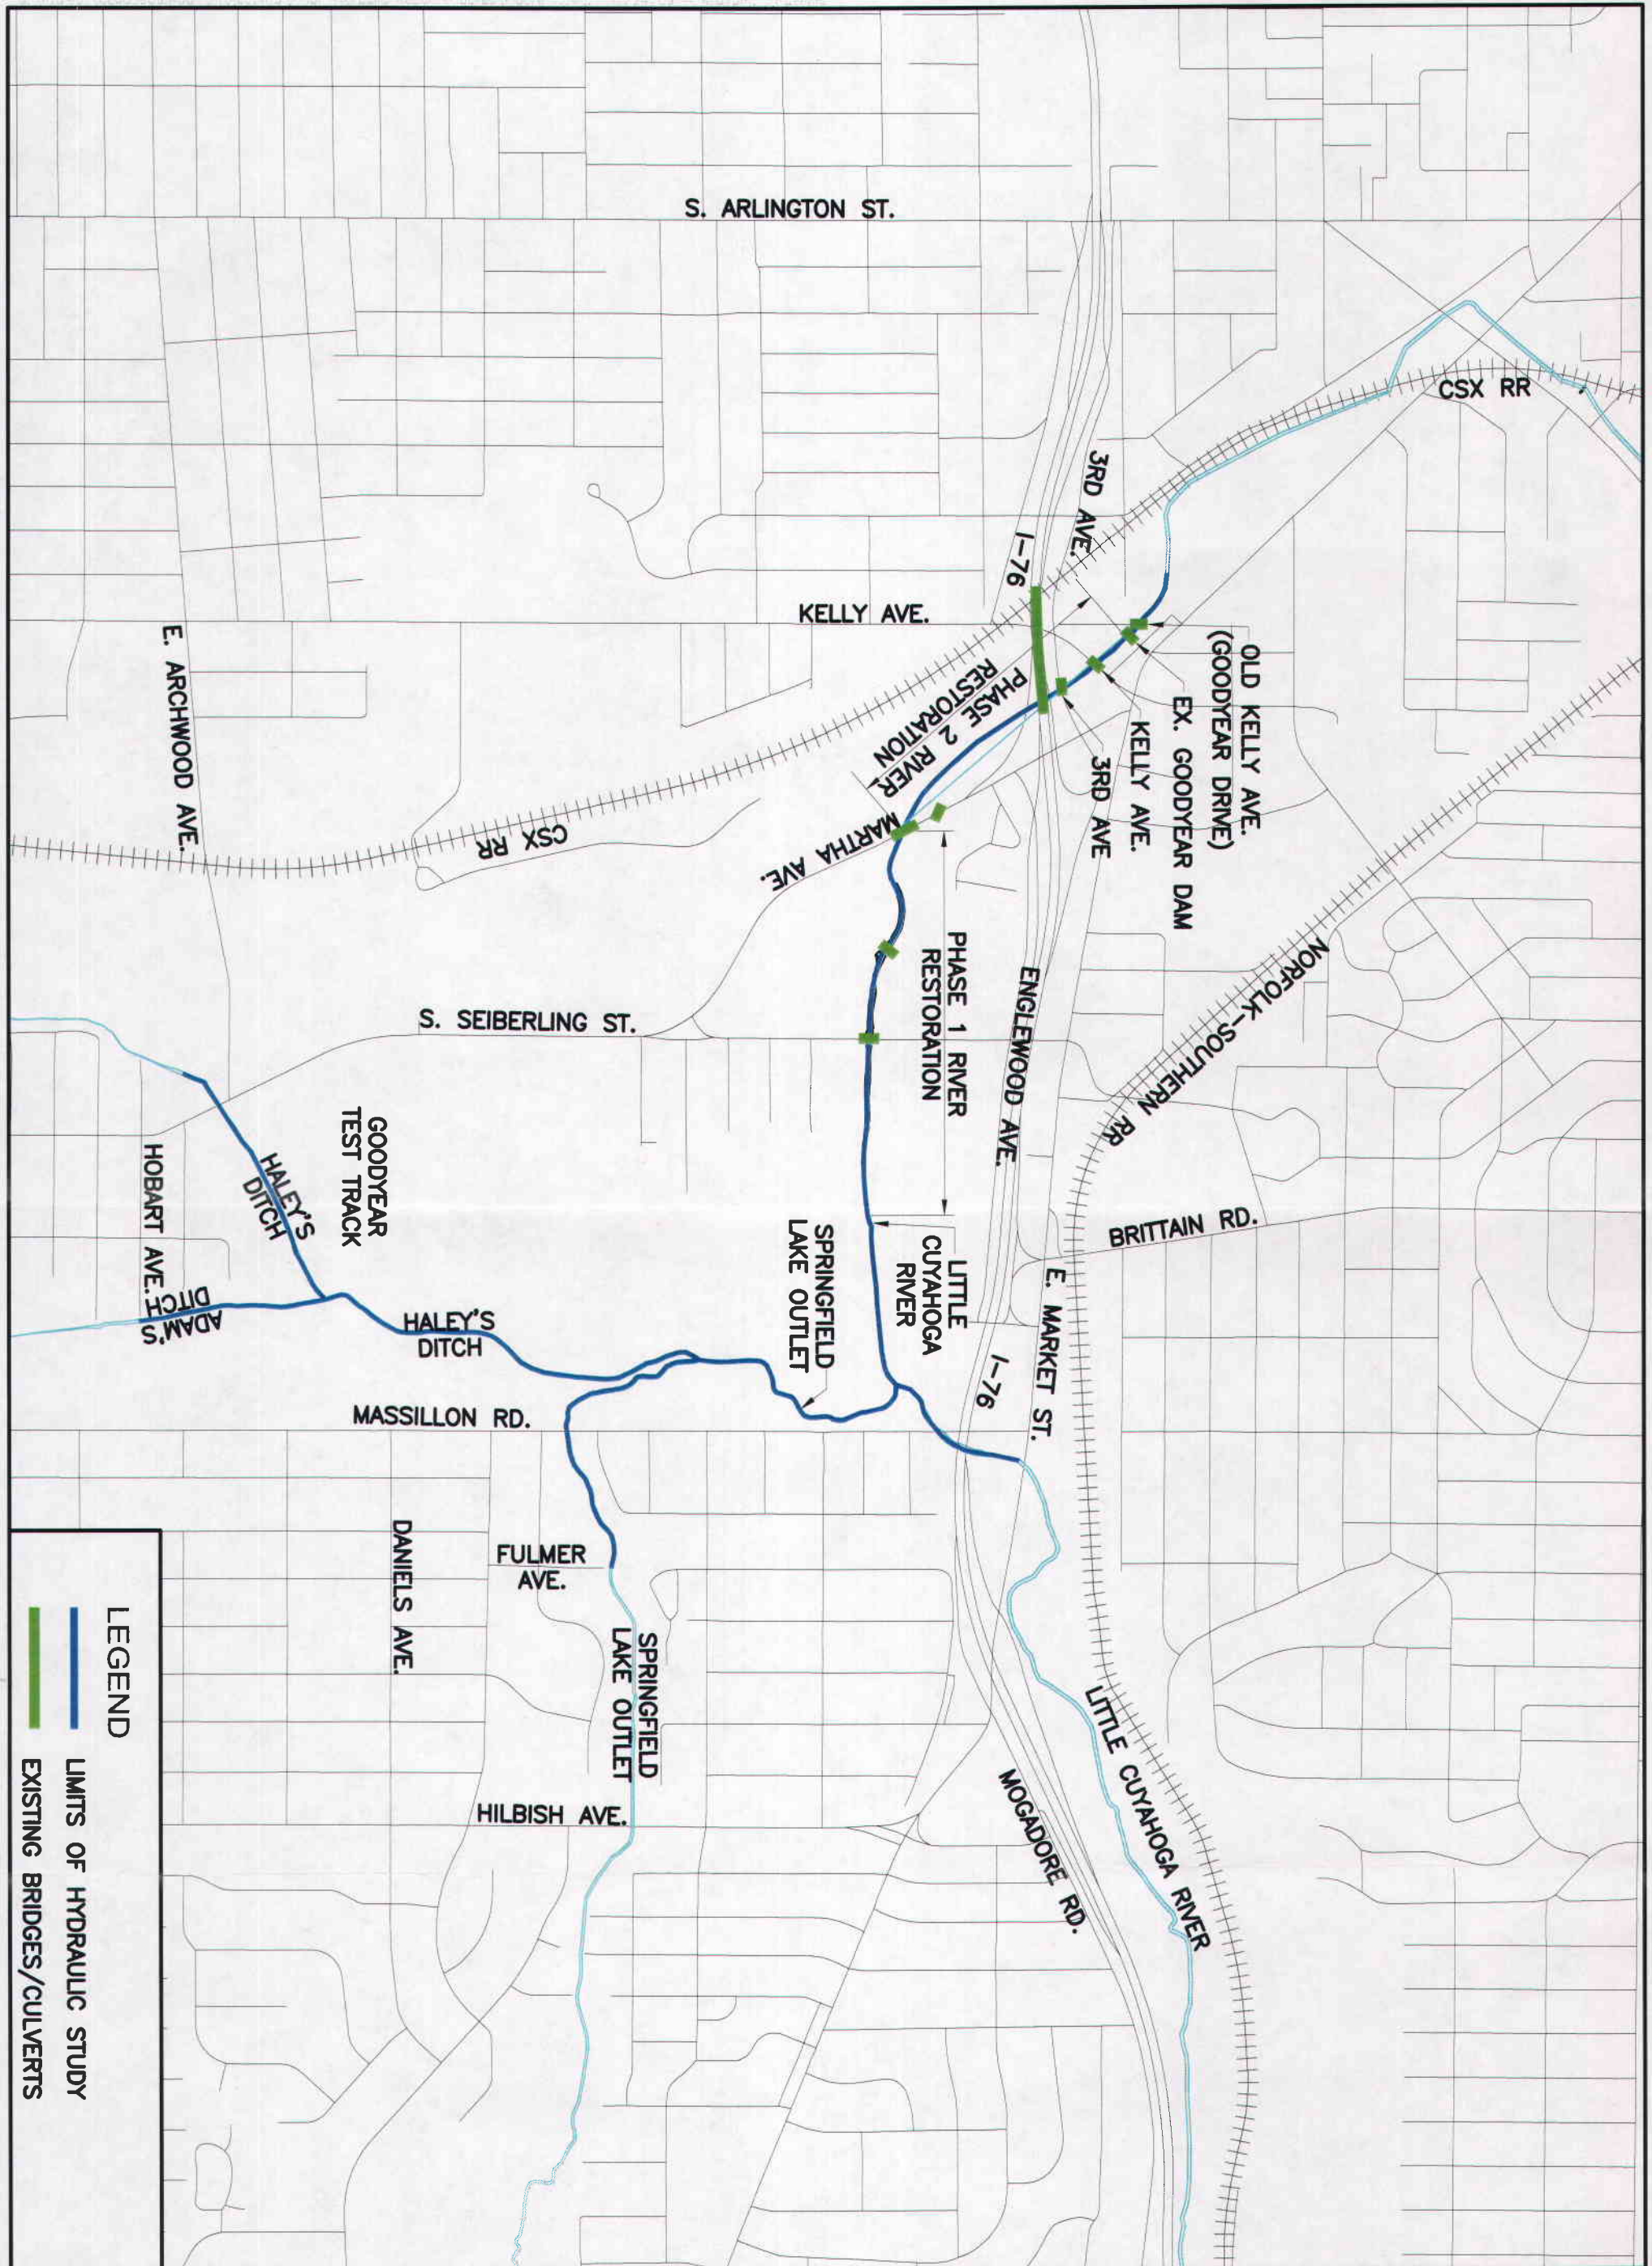 S. ARLINGTON ST.
CSX RR
3RD AVE.
I-76
KELLY AVE.
OLD KELLY AVE.
(GOODYEAR DRIVE)
EX. GOODYEAR DAM
KELLY AVE.
3RD AVE
PHASE 2 RIVER
RESTORATION
E. ARCHWOOD AVE.
CSX RR
MARTHA AVE.
NORFOLK-SOUTHERN RR
PHASE 1 RIVER
RESTORATION
ENGLEWOOD AVE.
S. SEIBERLING ST.
GOODYEAR
TEST TRACK
HALEY'S
DITCH
HOBART AVE.
ADAM'S
DITCH
HALEY'S
DITCH
SPRINGFIELD
LAKE OUTLET
LITTLE
CUYAHOGA
RIVER
BRITTAIN RD.
E. MARKET ST.
I-76
MASSILLON RD.
DANIELS AVE.
FULMER
AVE.
SPRINGFIELD
LAKE OUTLET
HILBISH AVE.
LITTLE CUYAHOGA RIVER
MOGADORE RD.
LEGEND
LIMITS OF HYDRAULIC STUDY
EXISTING BRIDGES/CULVERTS